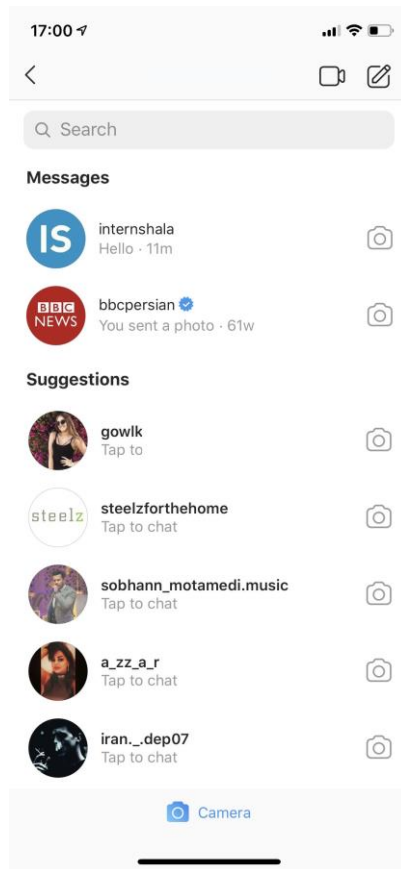 17:00
Search
Messages
IS
internshala
Hello · 11m
BBC
NEWS
bbcpersian
You sent a photo · 61w
Suggestions
gowlk
Tap to
steelz
steelzforthehome
Tap to chat
sobhann_motamedi.music
Tap to chat
a_zz_a_r
Tap to chat
iran._.dep07
Tap to chat
Camera